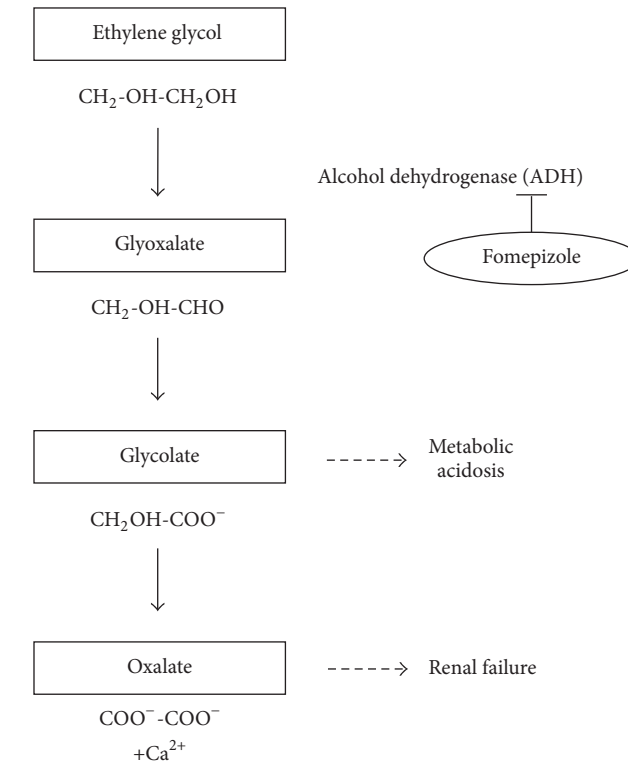 Ethylene glycol
CH₂-OH-CH₂OH
Alcohol dehydrogenase (ADH)
Glyoxalate
Fomepizole
CH₂-OH-CHO
Glycolate
Metabolic
acidosis
CH₂OH-COO⁻
Oxalate
Renal failure
COO⁻-COO⁻
+Ca²⁺